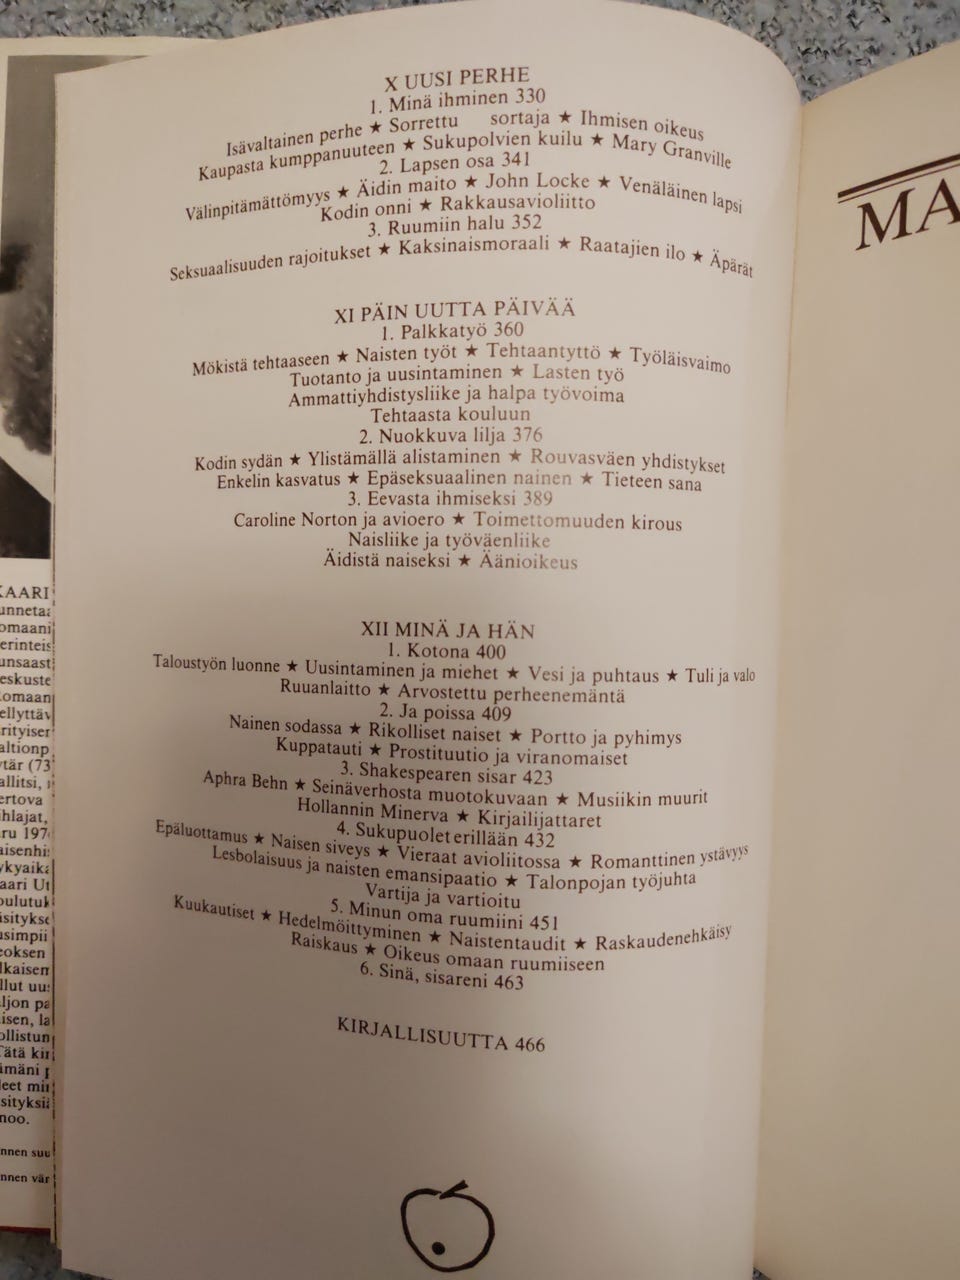 X UUSI PERHE
1. Minä ihminen 330
Isävaltainen perhe ★ Sorrettu sortaja ★ Ihmisen oikeus
Kaupasta kumppanuuteen ★ Sukupolvien kuilu ★ Mary Granville
2. Lapsen osa 341
Välinpitämättömyys ★ Äidin maito ★ John Locke ★ Venäläinen lapsi
Kodin onni ★ Rakkausavioliitto
3. Ruumiin halu 352
Seksuaalisuuden rajoitukset ★ Kaksinaismoraali ★ Raatajien ilo ★ Äpärät
XI PÄIN UUTTA PÄIVÄÄ
1. Palkkatyö 360
Mökistä tehtaaseen ★ Naisten työt ★ Tehtaantyttö ★ Työläisvaimo
Tuotanto ja uusintaminen ★ Lasten työ
Ammattiyhdistysliike ja halpa työvoima
Tehtaasta kouluun
2. Nuokkuva lilja 376
Kodin sydän ★ Ylistämällä alistaminen ★ Rouvasväen yhdistykset
Enkelin kasvatus ★ Epäseksuaalinen nainen ★ Tieteen sana
3. Eevasta ihmiseksi 389
Caroline Norton ja avioero ★ Toimettomuuden kirous
Naisliike ja työväenliike
Äidistä naiseksi ★ Äänioikeus
XII MINÄ JA HÄN
1. Kotona 400
Taloustyön luonne ★ Uusintaminen ja miehet ★ Vesi ja puhtaus ★ Tuli ja valo
Ruuanlaitto ★ Arvostettu perheenemäntä
2. Ja poissa 409
Nainen sodassa ★ Rikolliset naiset ★ Portto ja pyhimys
Kuppatauti ★ Prostituutio ja viranomaiset
3. Shakespearen sisar 423
Aphra Behn ★ Seinäverhosta muotokuvaan ★ Musiikin muurit
Hollannin Minerva ★ Kirjailijattaret
4. Sukupuolet erillään 432
Epäluottamus ★ Naisen siveys ★ Vieraat avioliitossa ★ Romanttinen ystävyys
Lesbolaisuus ja naisten emansipaatio ★ Talonpojan työjuhta
Vartija ja vartioitu
5. Minun oma ruumiini 451
Kuukautiset ★ Hedelmöittyminen ★ Naistentaudit ★ Raskaudenehkäisy
Raiskaus ★ Oikeus omaan ruumiiseen
6. Sinä, sisareni 463
KIRJALLISUUTTA 466
MA